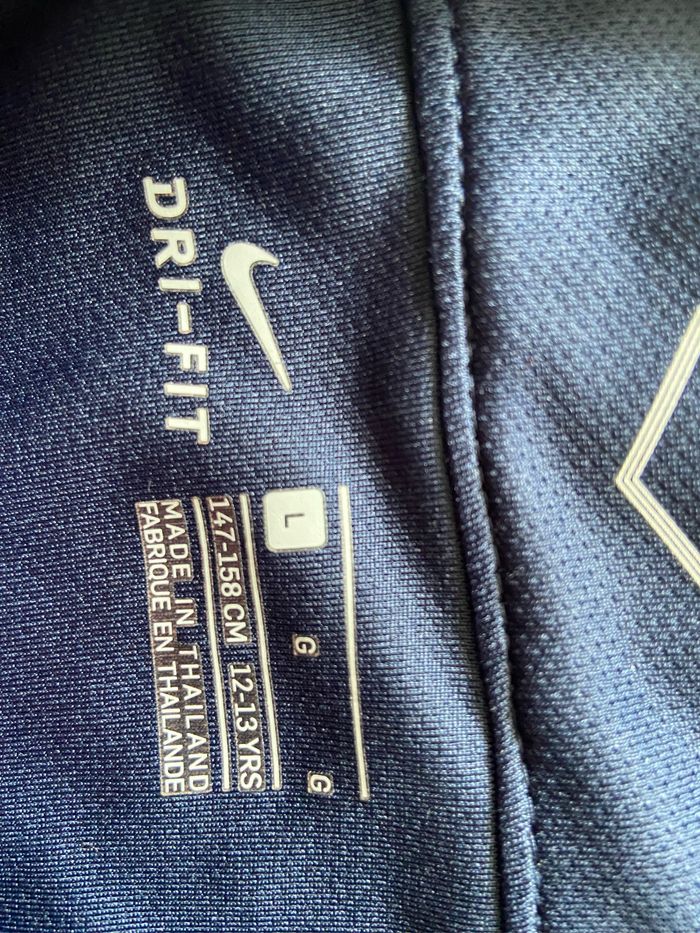 DRI-FIT
L G G
147-158 CM 12-13 YRS
MADE IN THAILAND
FABRIQUE EN THAILANDE